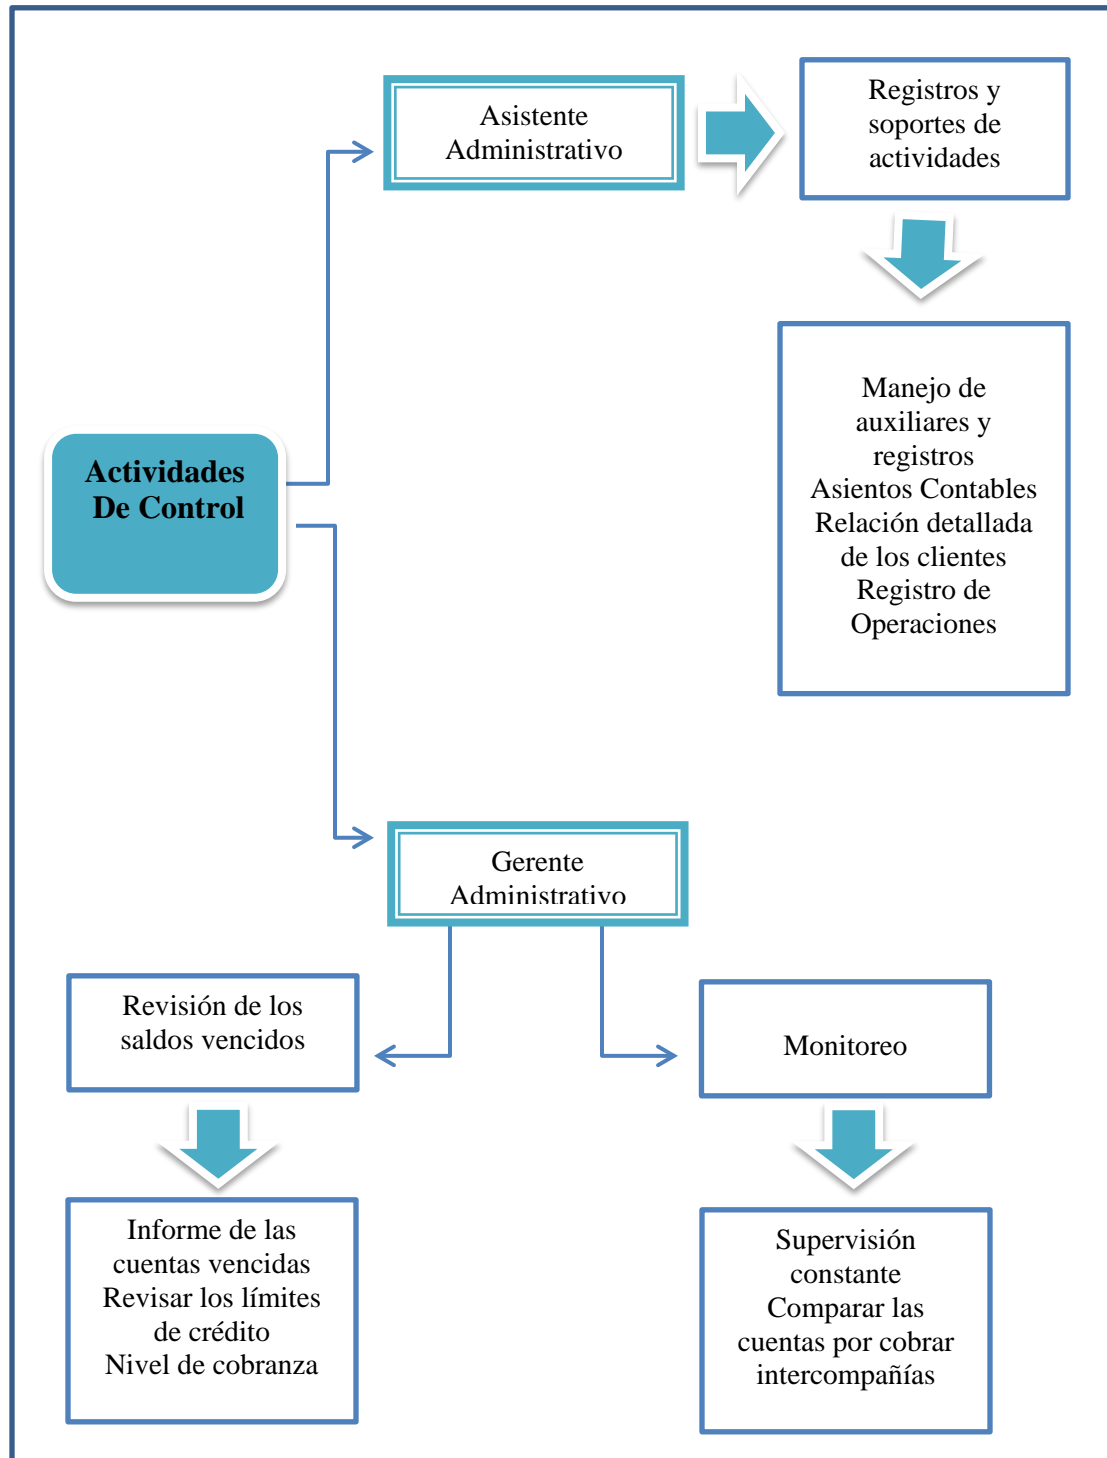 Asistente
Administrativo
Registros y
soportes de
actividades
Manejo de
auxiliares y
registros
Asientos Contables
Relación detallada
de los clientes
Registro de
Operaciones
Actividades
De Control
Gerente
Administrativo
Revisión de los
saldos vencidos
Monitoreo
Informe de las
cuentas vencidas
Revisar los límites
de crédito
Nivel de cobranza
Supervisión
constante
Comparar las
cuentas por cobrar
intercompañías